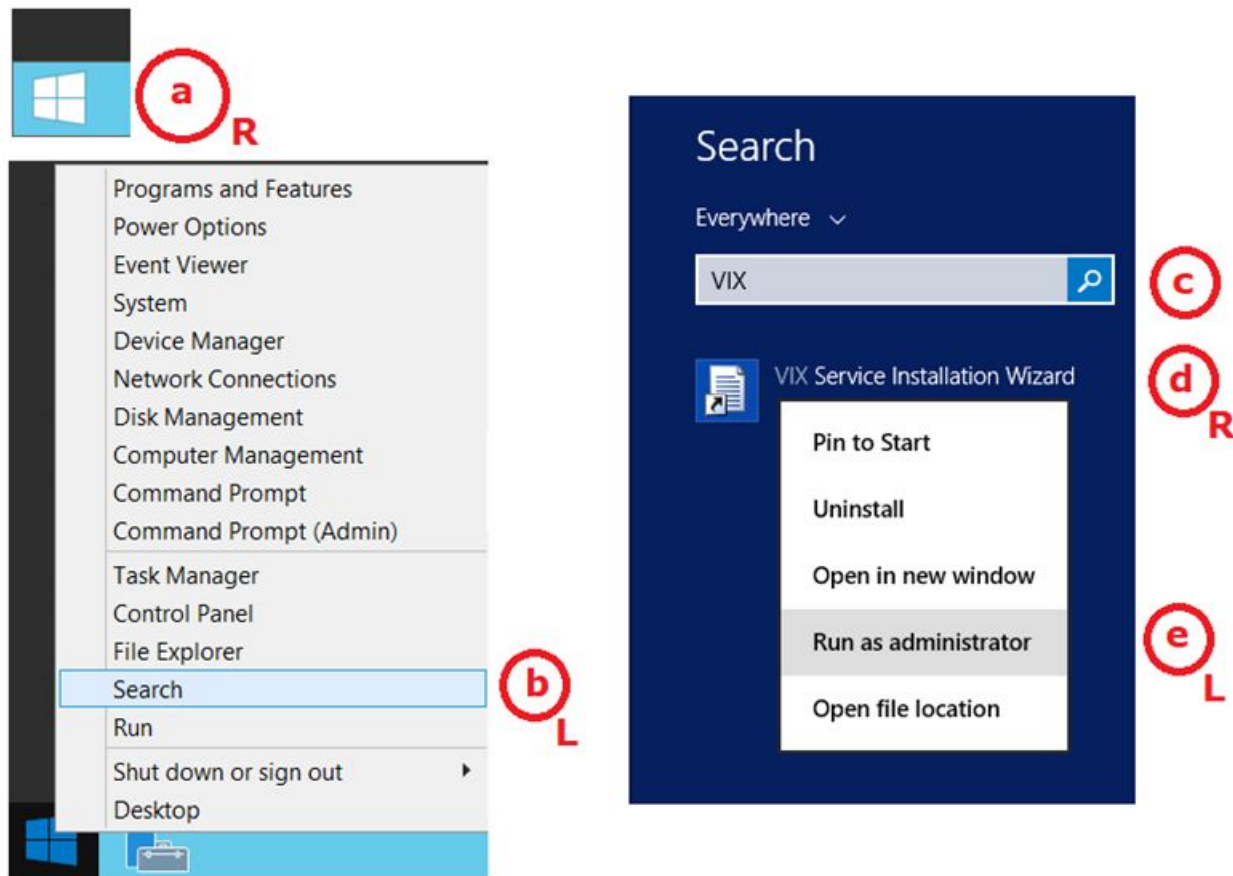 a
R
Programs and Features
Power Options
Event Viewer
System
Device Manager
Network Connections
Disk Management
Computer Management
Command Prompt
Command Prompt (Admin)
Task Manager
Control Panel
File Explorer
Search
b
L
Run
Shut down or sign out
Desktop
Search
Everywhere
VIX
c
VIX Service Installation Wizard
d
R
Pin to Start
Uninstall
Open in new window
Run as administrator
e
L
Open file location